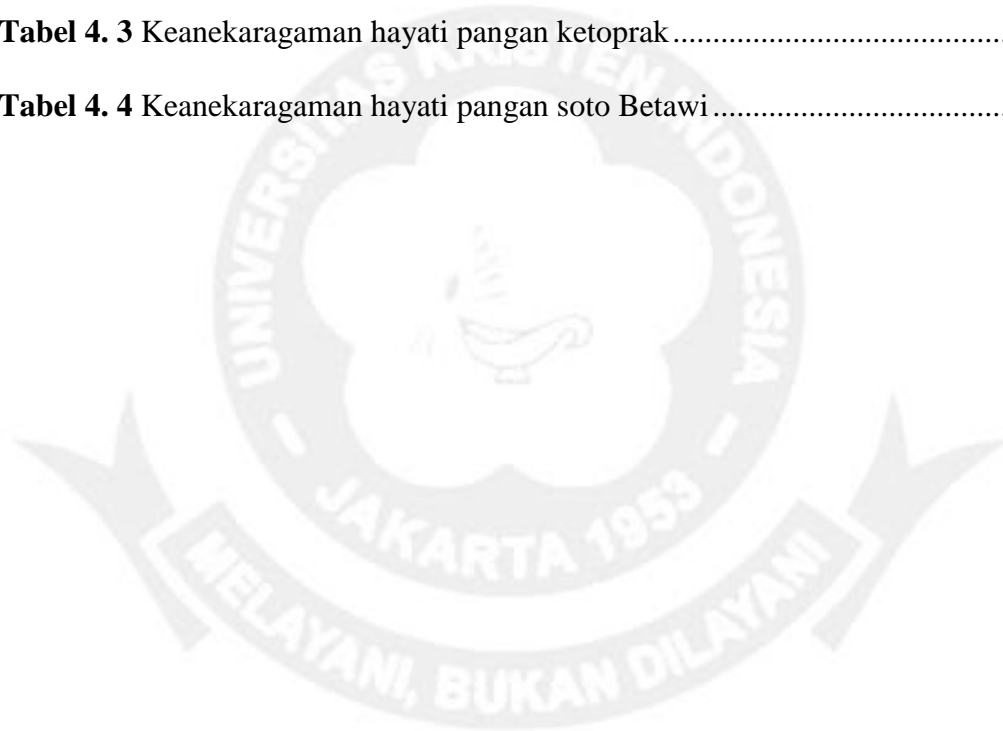 Tabel 4. 3 Keanekaragaman hayati pangan ketoprak....................................
Tabel 4. 4 Keanekaragaman hayati pangan soto Betawi................................
UNIVERSITAS KRISTEN INDONESIA
- JAKARTA 1953 -
MELAYANI, BUKAN DILAYANI